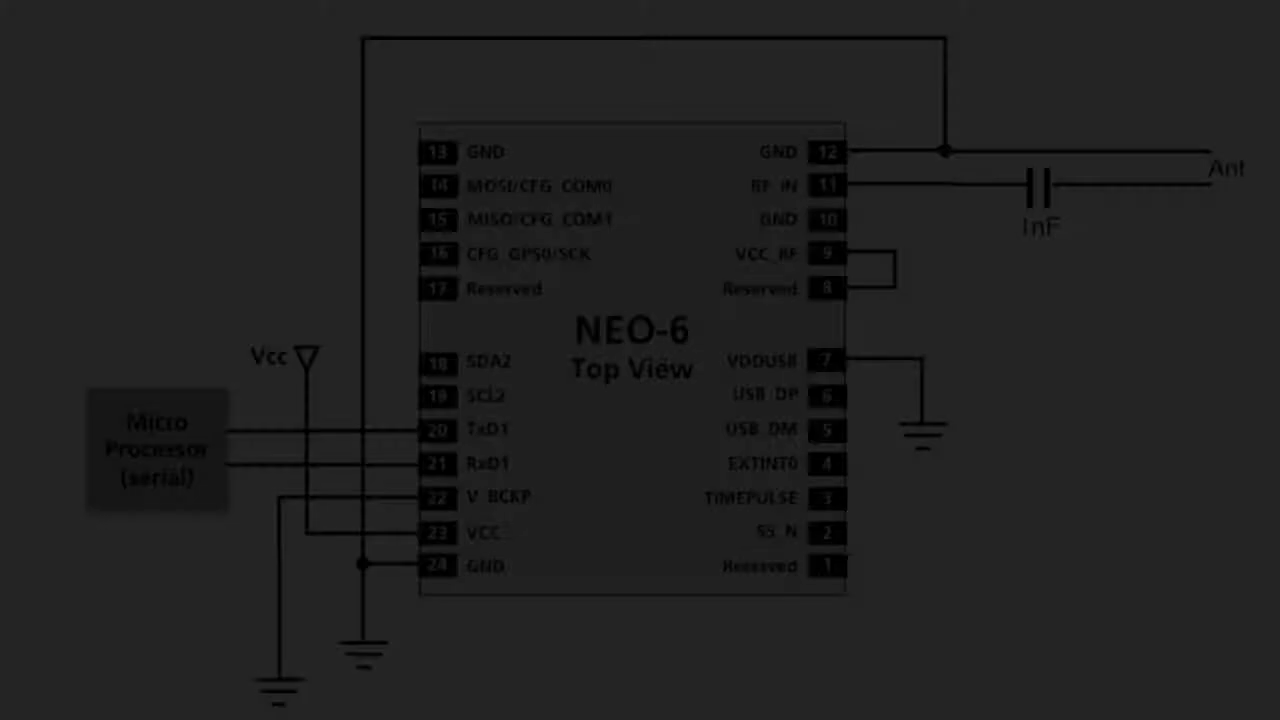 13 GND
14 MOSI/CFG_COM0
15 MISO/CFG_COM1
16 CFG_GPS0/SCK
17 Reserved
18 SDA2
19 SCL2
20 TxD1
21 RxD1
22 V_BCKP
23 VCC
24 GND
GND 12
RF_IN 11
GND 10
VCC_RF 9
Reserved 8
VDDUSB 7
USB_DP 6
USB_DM 5
EXTINT0 4
TIMEPULSE 3
SS_N 2
Reserved 1
NEO-6
Top View
Vcc
Micro
Processor
(serial)
Ant
1nF